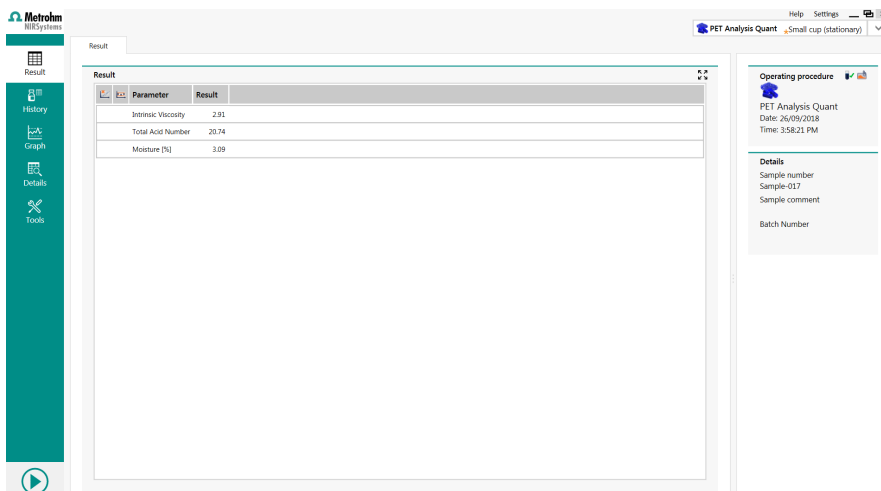 Metrohm
NIRSystems
Help Settings
PET Analysis Quant Small cup (stationary)
Result
Result
History
Graph
Details
Tools
Result
Parameter Result
Intrinsic Viscosity 2.91
Total Acid Number 20.74
Moisture [%] 3.09
Operating procedure
PET Analysis Quant
Date: 26/09/2018
Time: 3:58:21 PM
Details
Sample number
Sample-017
Sample comment
Batch Number